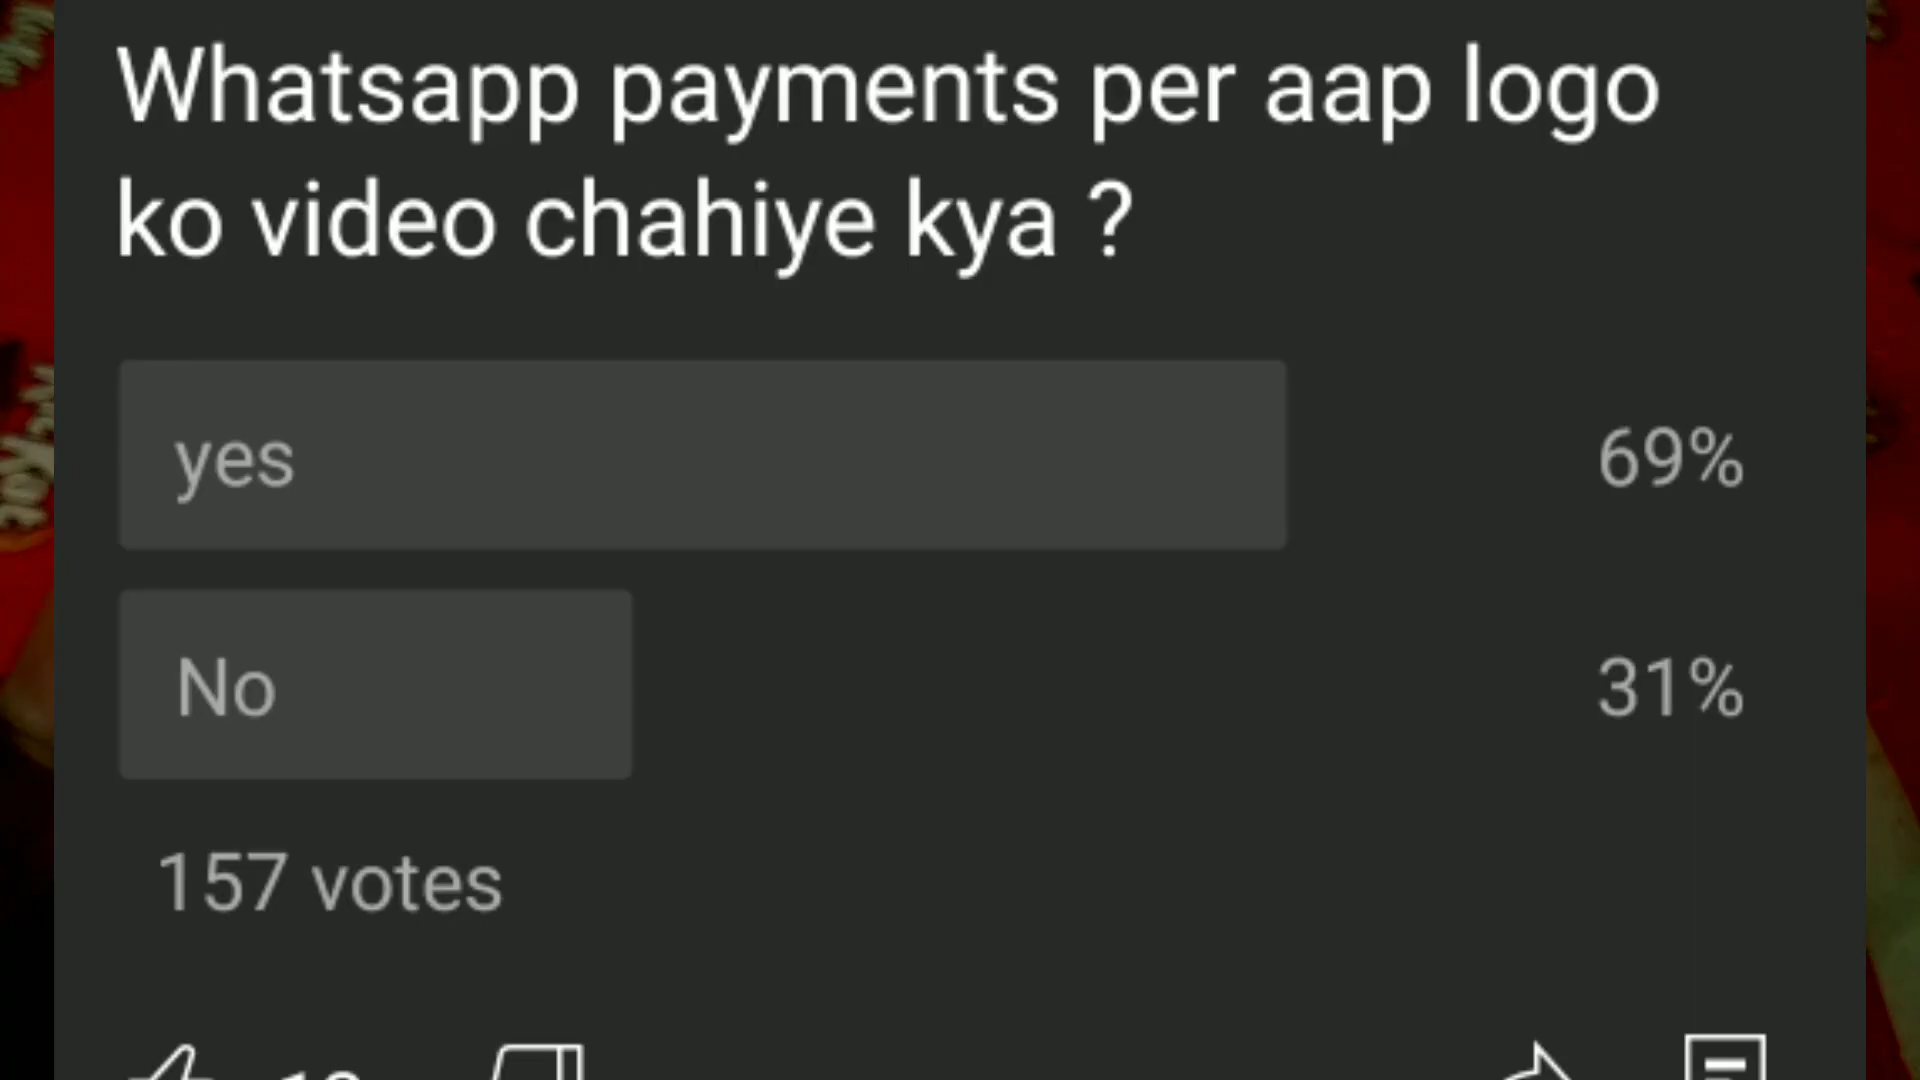 Whatsapp payments per aap logo
ko video chahiye kya ?
yes 69%
No 31%
157 votes